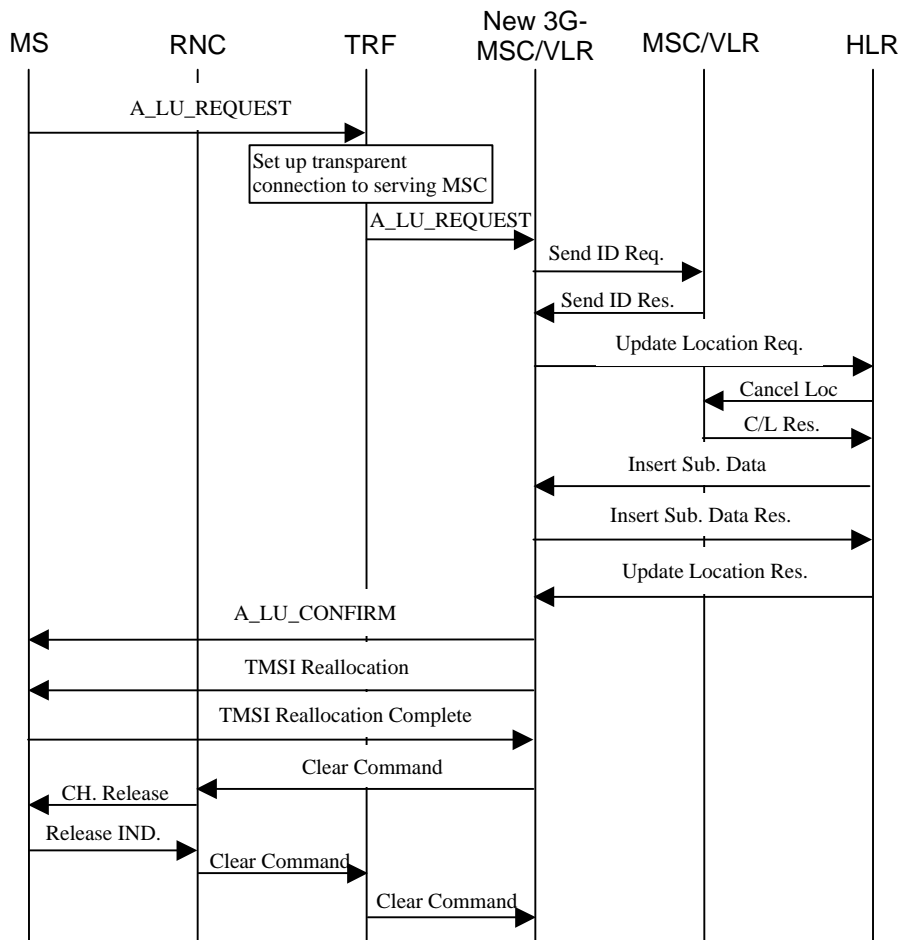 New 3G-
MS RNC TRF MSC/VLR MSC/VLR HLR
A_LU_REQUEST
Set up transparent
connection to serving MSC
A_LU_REQUEST
Send ID Req.
Send ID Res.
Update Location Req.
Cancel Loc
C/L Res.
Insert Sub. Data
Insert Sub. Data Res.
Update Location Res.
A_LU_CONFIRM
TMSI Reallocation
TMSI Reallocation Complete
Clear Command
CH. Release
Release IND.
Clear Command
Clear Command